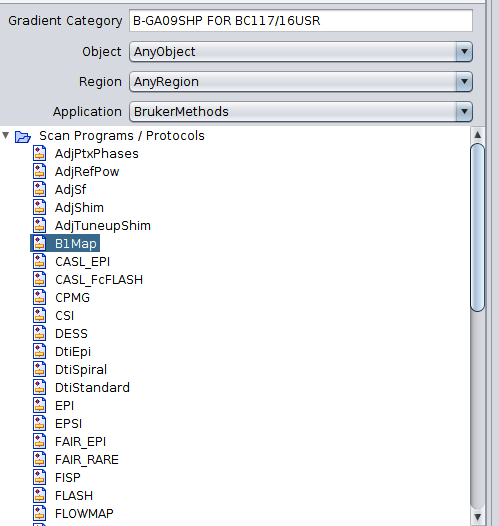 Gradient Category B-GA09SHP FOR BC117/16USR
Object AnyObject
Region AnyRegion
Application BrukerMethods
Scan Programs / Protocols
AdjPtxPhases
AdjRefPow
AdjSf
AdjShim
AdjTuneupShim
B1Map
CASL_EPI
CASL_FcFLASH
CPMG
CSI
DESS
DtiEpi
DtiSpiral
DtiStandard
EPI
EPSI
FAIR_EPI
FAIR_RARE
FISP
FLASH
FLOWMAP